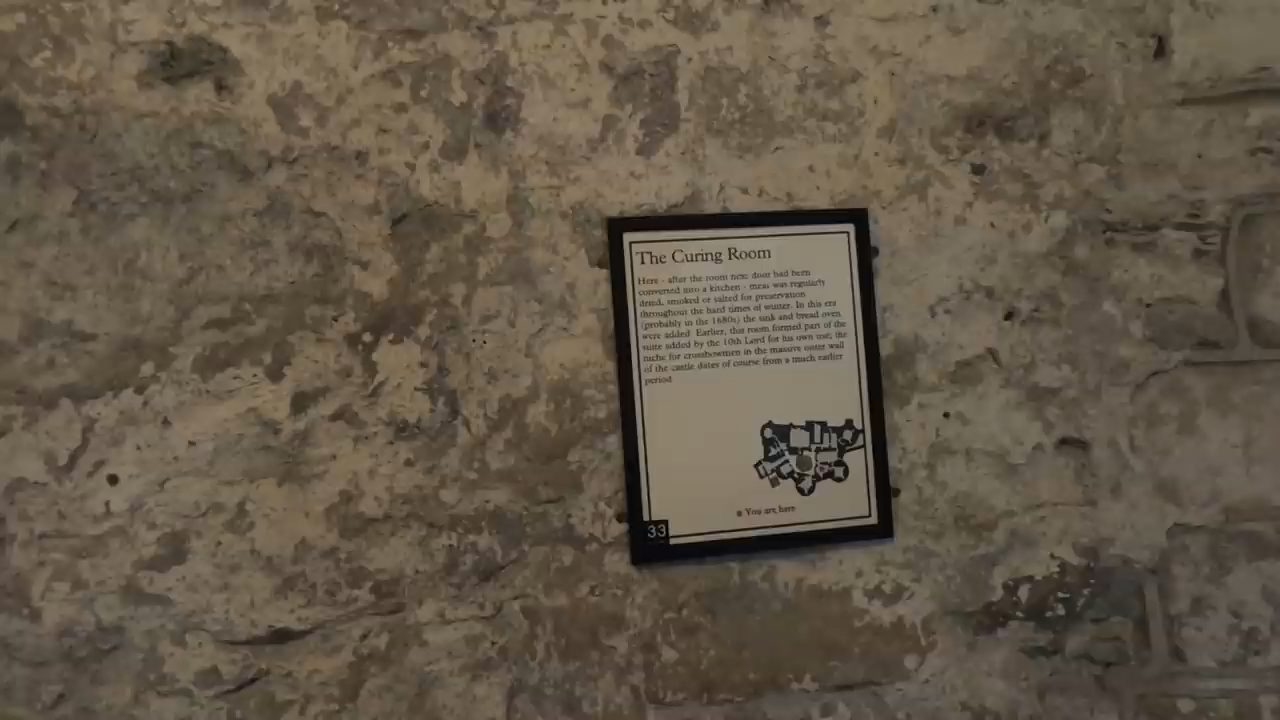 The Curing Room
Here - after the room next door had been
converted into a kitchen - meat was regularly
dried, smoked or salted for preservation
throughout the hard times of winter. In this era
(probably in the 1680s) the sink and bread oven
were added. Earlier, this room formed part of the
suite added by the 10th Lord for his own use; the
niche for crossbowmen in the massive outer wall
of the castle dates of course from a much earlier
period
You are here
33